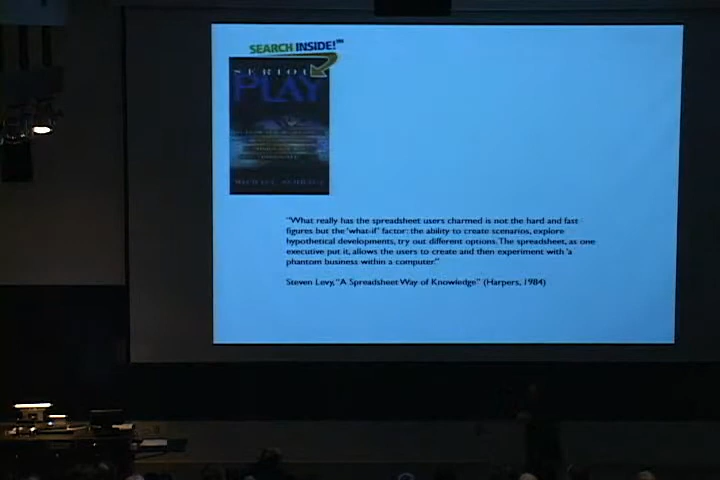 SEARCH INSIDE!™
SERIOU
PLAY
MICHAEL SCHRAGE
"What really has the spreadsheet users charmed is not the hard and fast
figures but the 'what-if' factor: the ability to create scenarios, explore
hypothetical developments, try out different options. The spreadsheet, as one
executive put it, allows the users to create and then experiment with 'a
phantom business within a computer.'"
Steven Levy, "A Spreadsheet Way of Knowledge" (Harpers, 1984)